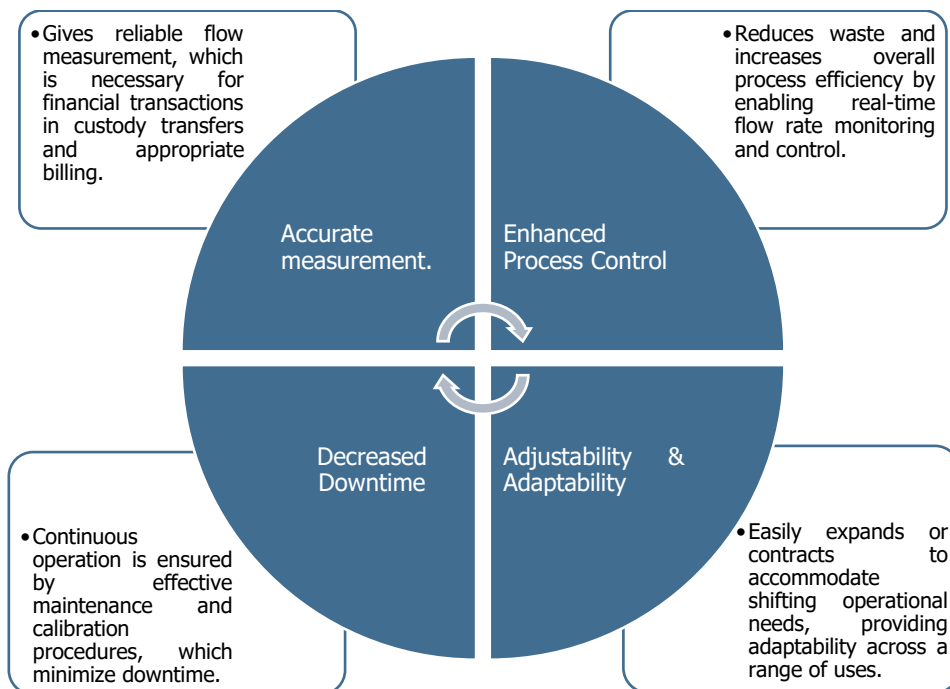 •Gives reliable flow
measurement, which
is necessary for
financial transactions
in custody transfers
and appropriate
billing.
•Reduces waste and
increases overall
process efficiency by
enabling real-time
flow rate monitoring
and control.
Accurate
measurement.
Enhanced
Process Control
Decreased
Downtime
Adjustability &
Adaptability
•Continuous
operation is ensured
by effective
maintenance and
calibration
procedures, which
minimize downtime.
•Easily expands or
contracts to
accommodate
shifting operational
needs, providing
adaptability across a
range of uses.